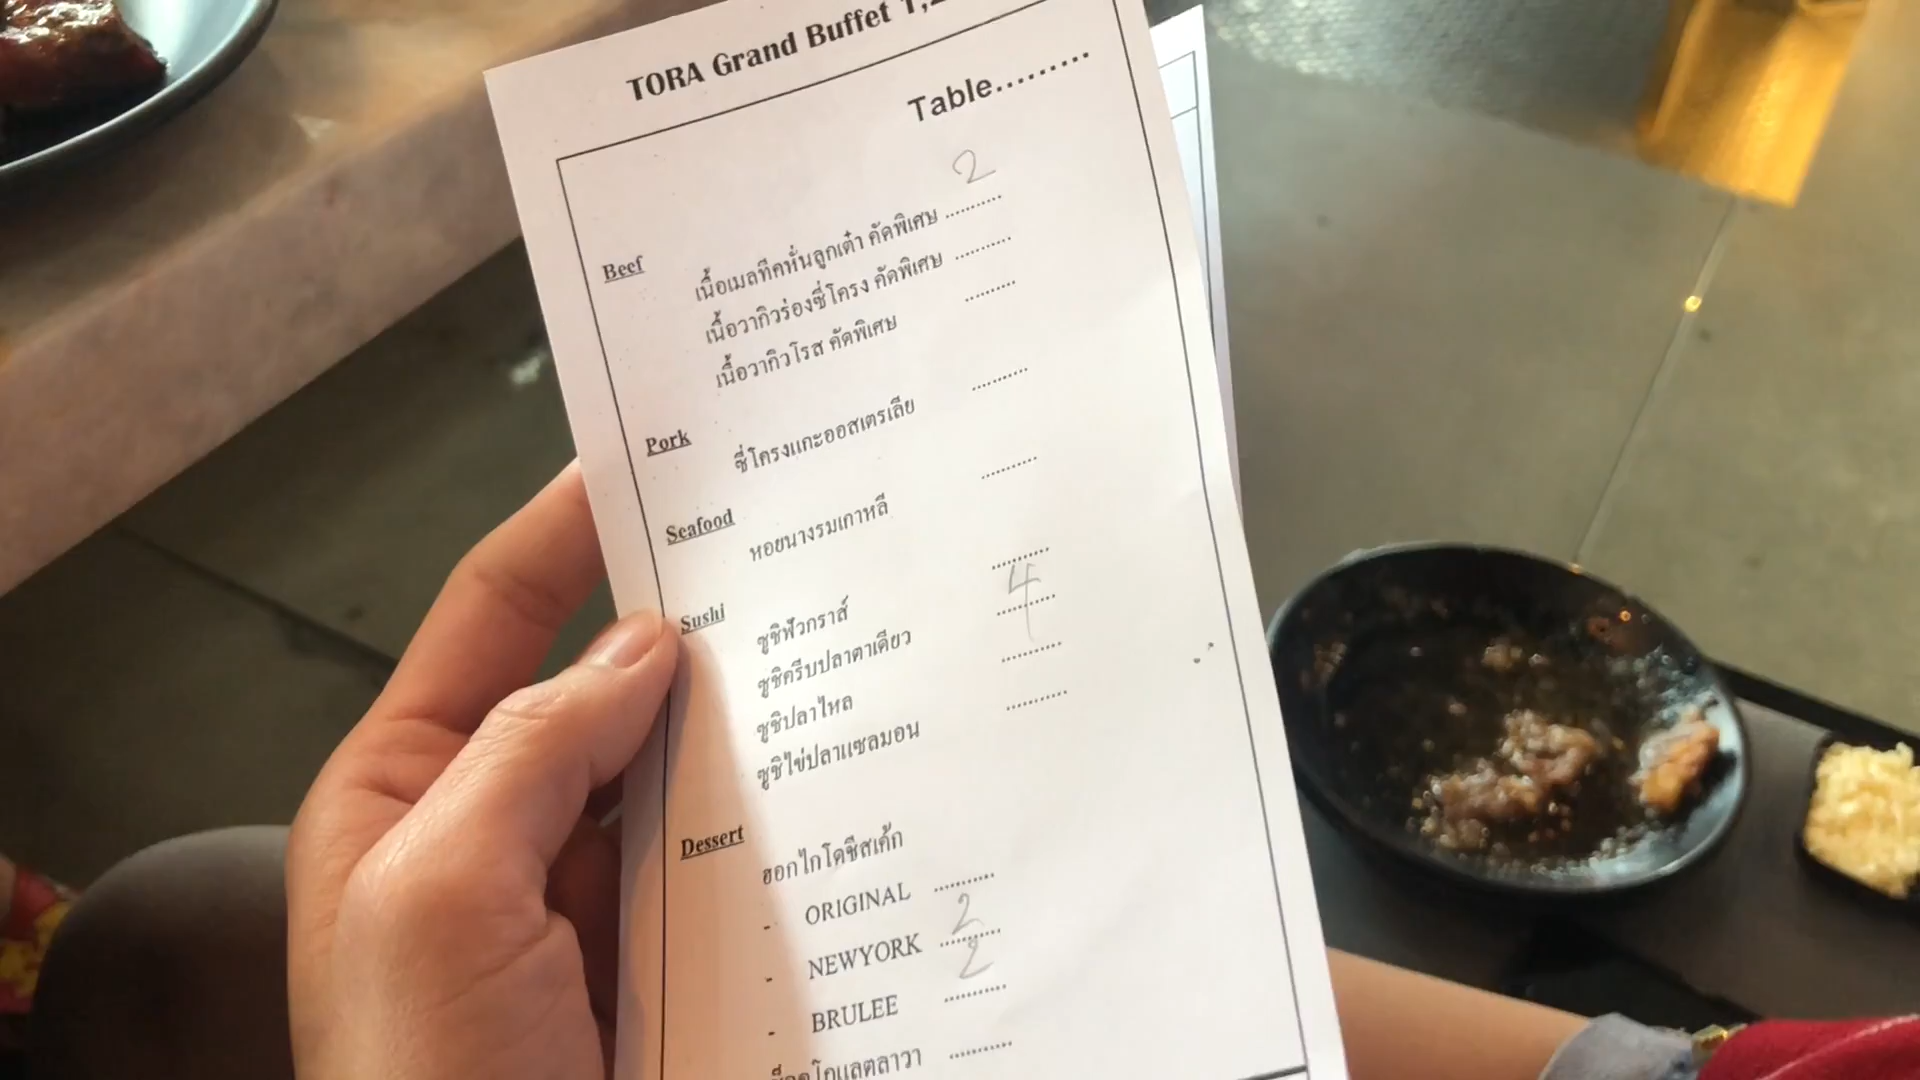 TORA Grand Buffet
Table.........
2
Beef
เนื้อเมลทีคหั่นลูกเต๋า คัดพิเศษ ...........
เนื้อวากิวร่องซี่โครง คัดพิเศษ ...........
เนื้อวากิวโรส คัดพิเศษ ..........
Pork
ซี่โครงแกะออสเตรเลีย ...........
Seafood
หอยนางรมเกาหลี ...........
Sushi
ซูชิฟัวกราส์ ...........
4
ซูชิครีบปลาตาเดียว ...........
ซูชิปลาไหล ...........
ซูชิไข่ปลาแซลมอน ...........
Dessert
ฮอกไกโดชีสเค้ก
- ORIGINAL ...........
2
- NEWYORK ...........
2
- BRULEE ...........
...........